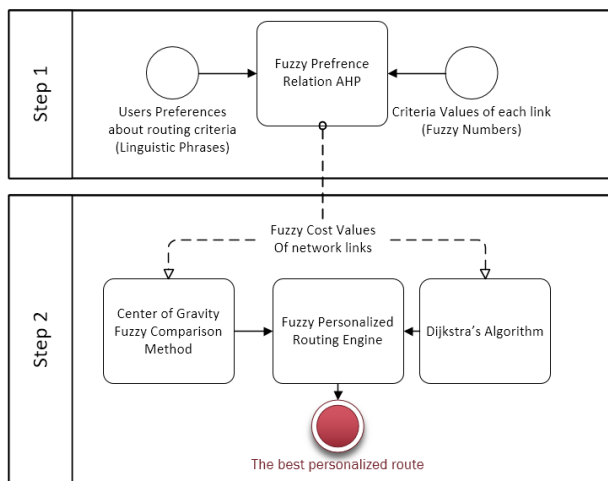 Step 1
Fuzzy Prefrence
Relation AHP
Users Preferences
about routing criteria
(Linguistic Phrases)
Criteria Values of each link
(Fuzzy Numbers)
Step 2
Fuzzy Cost Values
Of network links
Center of Gravity
Fuzzy Comparison
Method
Fuzzy Personalized
Routing Engine
Dijkstra's Algorithm
The best personalized route